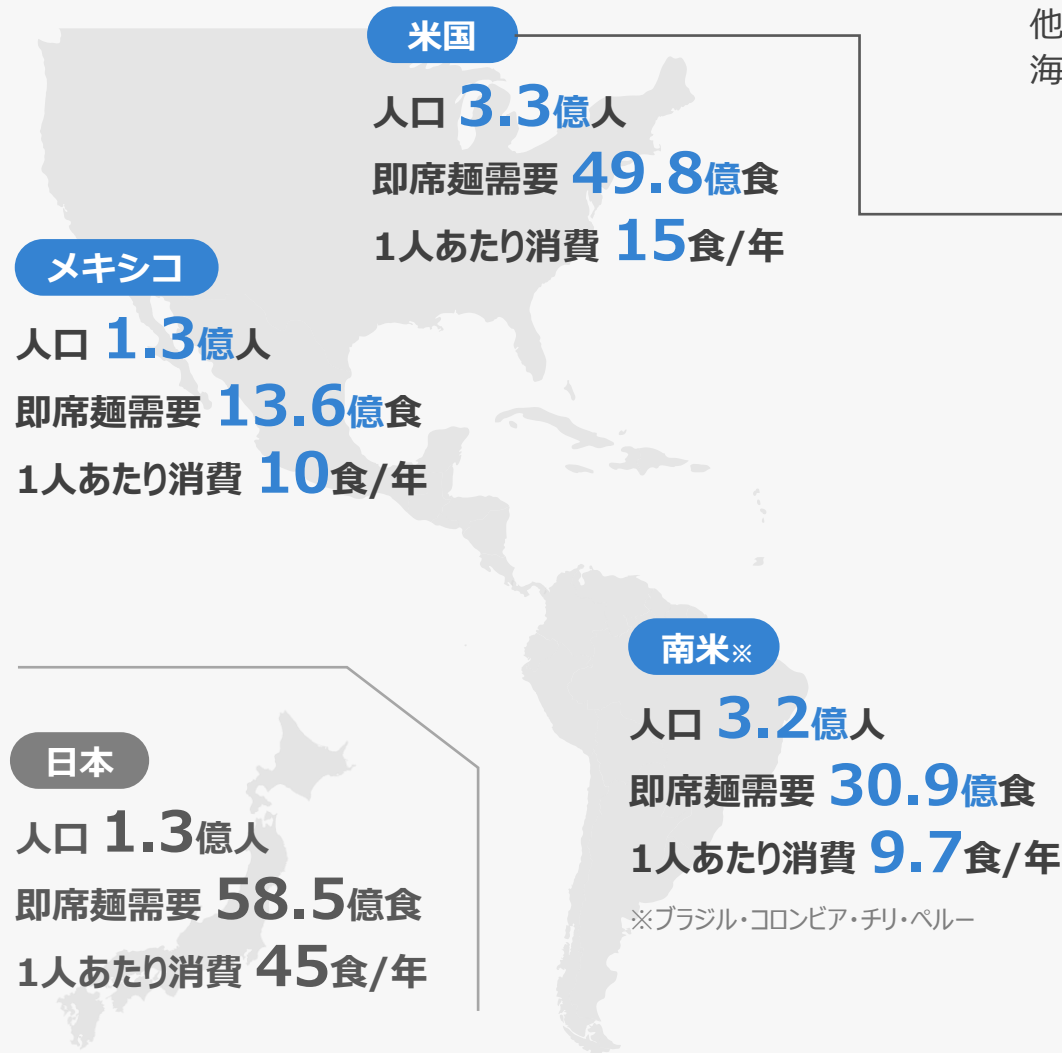 米国
人口 3.3億人
即席麺需要 49.8億食
1人あたり消費 15食/年
他
海
メキシコ
人口 1.3億人
即席麺需要 13.6億食
1人あたり消費 10食/年
南米※
人口 3.2億人
即席麺需要 30.9億食
1人あたり消費 9.7食/年
※ブラジル・コロンビア・チリ・ペルー
日本
人口 1.3億人
即席麺需要 58.5億食
1人あたり消費 45食/年